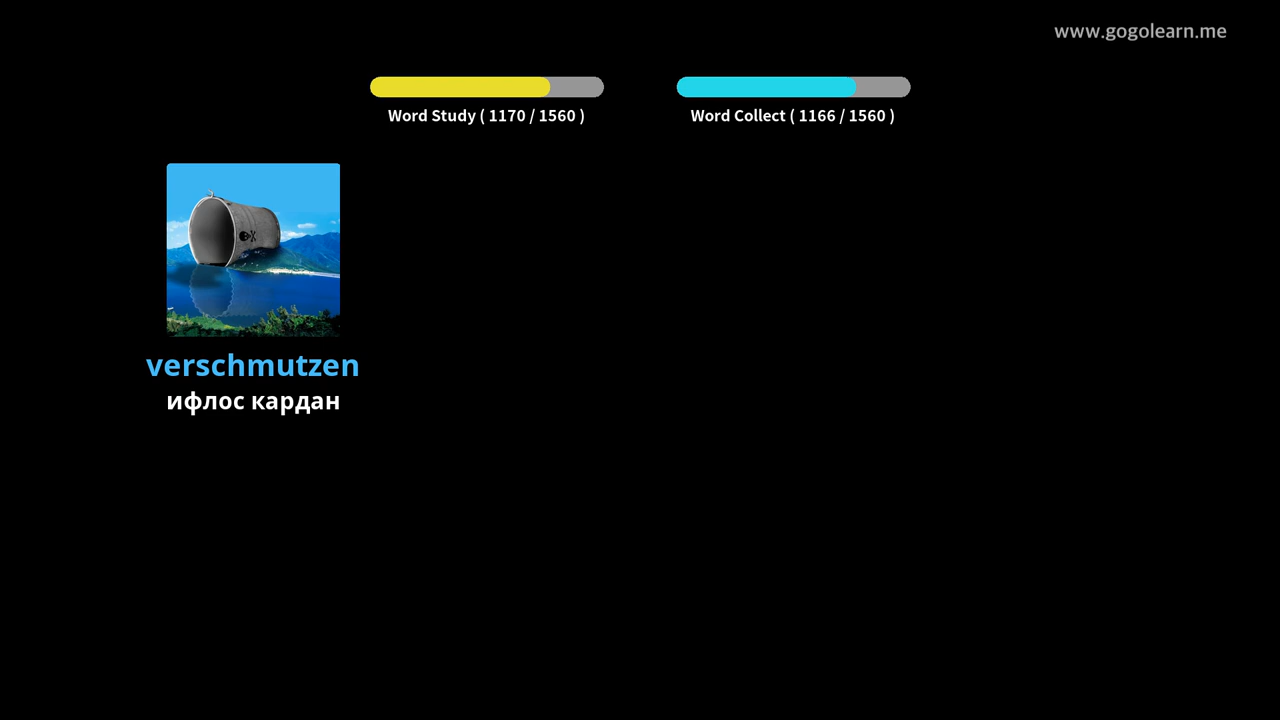 www.gogolearn.me
Word Study ( 1170 / 1560 )
Word Collect ( 1166 / 1560 )
verschmutzen
ифлос кардан